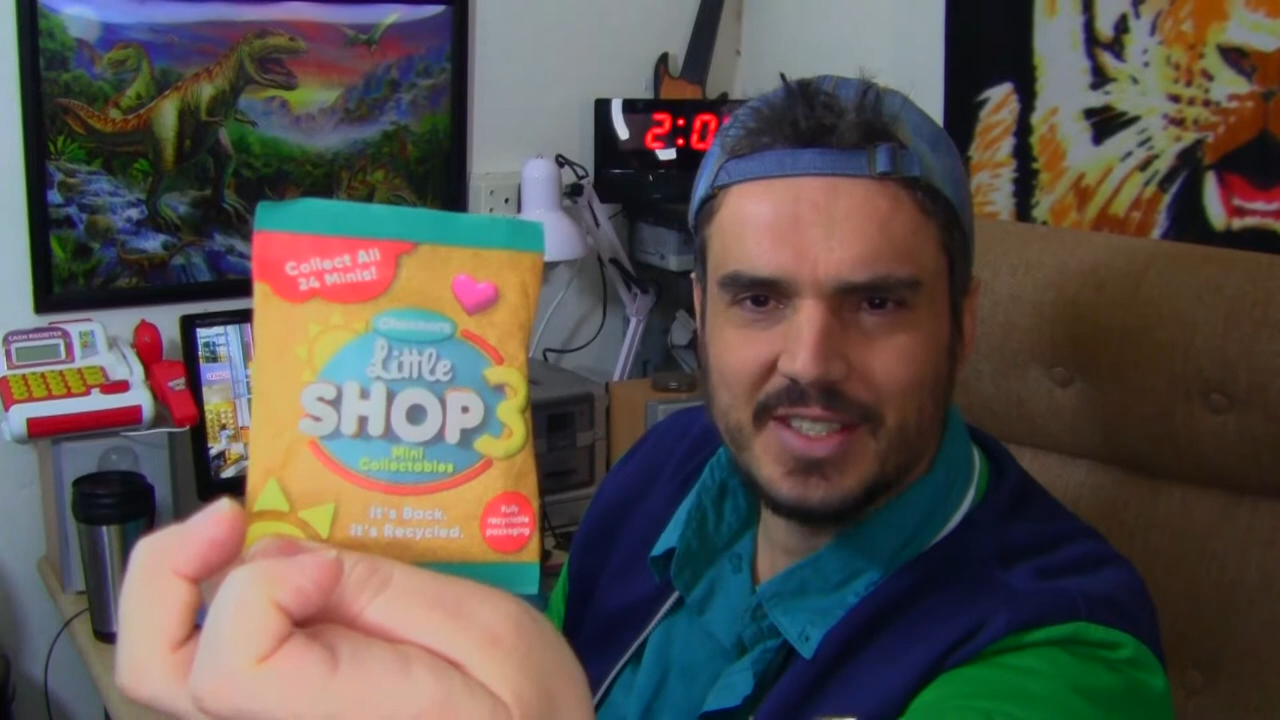 Collect All
24 Minis!
Checkers
Little
SHOP 3
Mini
Collectables
It's Back.
It's Recycled.
Fully
recyclable
packaging
CASH REGISTER
2:0